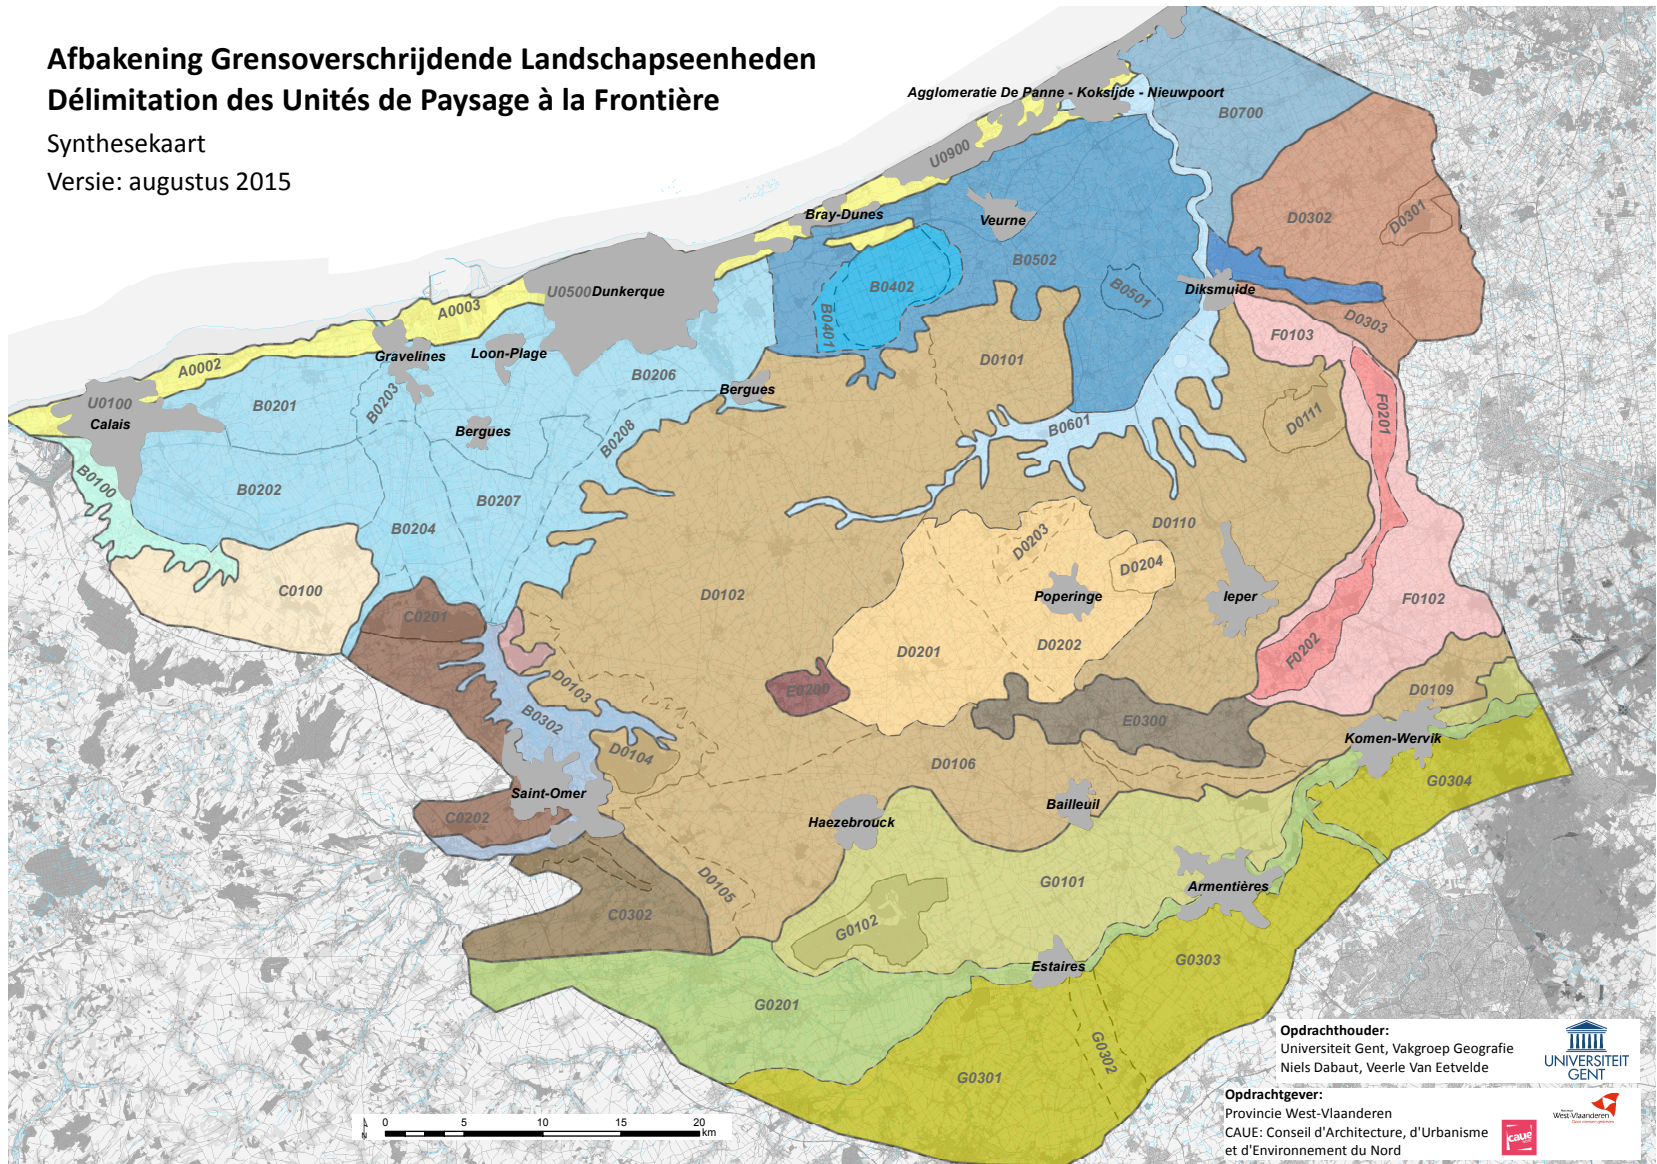 Afbakening Grensoverschrijdende Landschapseenheden
Délimitation des Unités de Paysage à la Frontière
Synthesekaart
Versie: augustus 2015
Agglomeratie De Panne - Koksijde - Nieuwpoort
B0700
U0900
D0302
D0301
Bray-Dunes
Veurne
B0502
B0402
B0501
B0401
Diksmuide
D0303
F0103
U0500
Dunkerque
A0003
Gravelines
Loon-Plage
A0002
B0206
D0101
Bergues
U0100
Calais
B0201
B0203
Bergues
B0208
B0601
D0111
F0201
B0100
B0202
B0207
B0204
D0110
D0203
D0204
C0100
C0201
D0102
Poperinge
Ieper
F0102
D0201
D0202
F0202
D0103
E0200
D0109
B0302
E0300
Komen-Wervik
D0104
D0106
G0304
Saint-Omer
Bailleuil
C0202
Haezebrouck
D0105
G0101
Armentières
C0302
G0102
Estaires
G0303
G0201
G0302
G0301
Opdrachthouder:
Universiteit Gent, Vakgroep Geografie
Niels Dabaut, Veerle Van Eetvelde
UNIVERSITEIT
GENT
Opdrachtgever:
Provincie West-Vlaanderen
CAUE: Conseil d'Architecture, d'Urbanisme
et d'Environnement du Nord
caue
West-Vlaanderen
N
0 5 10 15 20
km